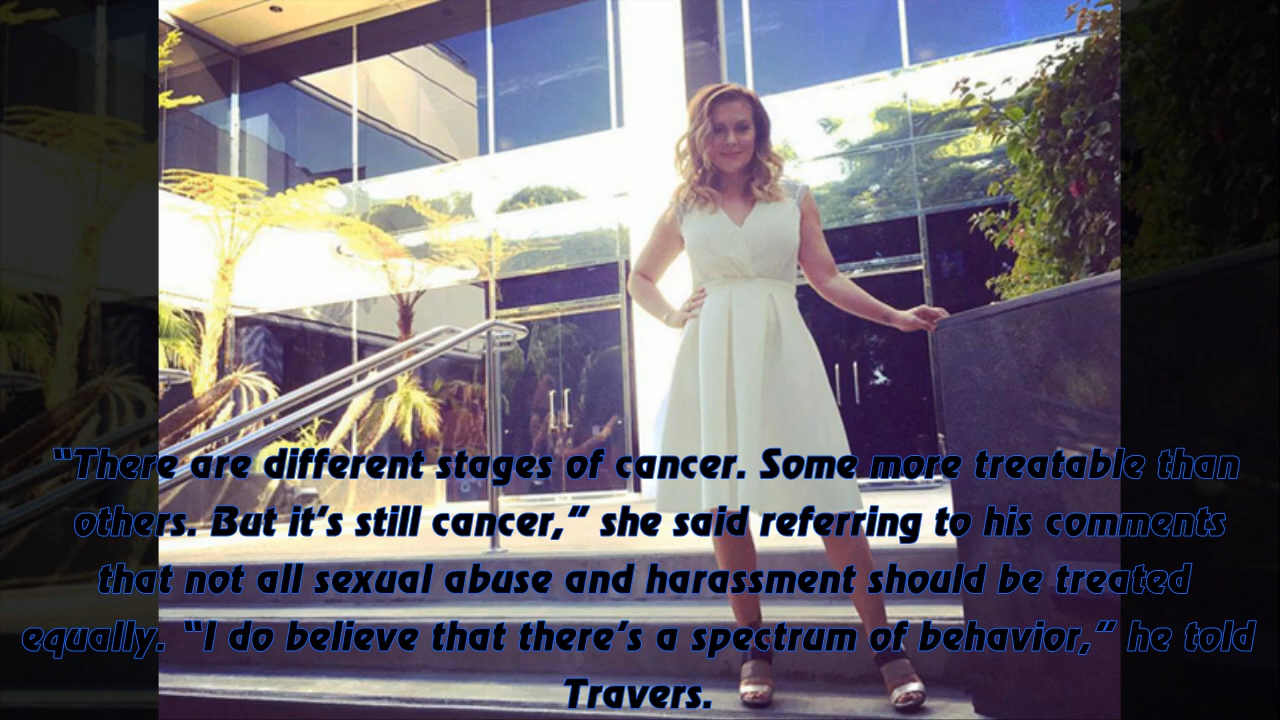 “There are different stages of cancer. Some more treatable than
others. But it’s still cancer,” she said referring to his comments
that not all sexual abuse and harassment should be treated
equally. “I do believe that there’s a spectrum of behavior,” he told
Travers.